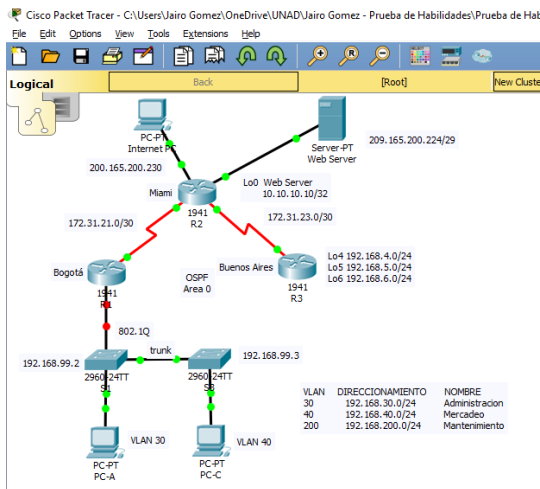 Cisco Packet Tracer - C:\Users\Jairo Gomez\OneDrive\UNAD\Jairo Gomez - Prueba de Habilidades\Prueba de Hab
File Edit Options View Tools Extensions Help
Logical
Back
[Root]
New Cluste
PC-PT
Internet PC
Server-PT
Web Server
209.165.200.224/29
200.165.200.230
Miami
Lo0 Web Server
10.10.10.10/32
1941
R2
172.31.21.0/30
172.31.23.0/30
Bogotá
1941
R1
OSPF
Area 0
Buenos Aires
1941
R3
Lo4 192.168.4.0/24
Lo5 192.168.5.0/24
Lo6 192.168.6.0/24
802.1Q
trunk
192.168.99.2
192.168.99.3
2960-24TT
S1
2960-24TT
S3
VLAN DIRECCIONAMIENTO NOMBRE
30 192.168.30.0/24 Administracion
40 192.168.40.0/24 Mercadeo
200 192.168.200.0/24 Mantenimiento
VLAN 30
VLAN 40
PC-PT
PC-A
PC-PT
PC-C